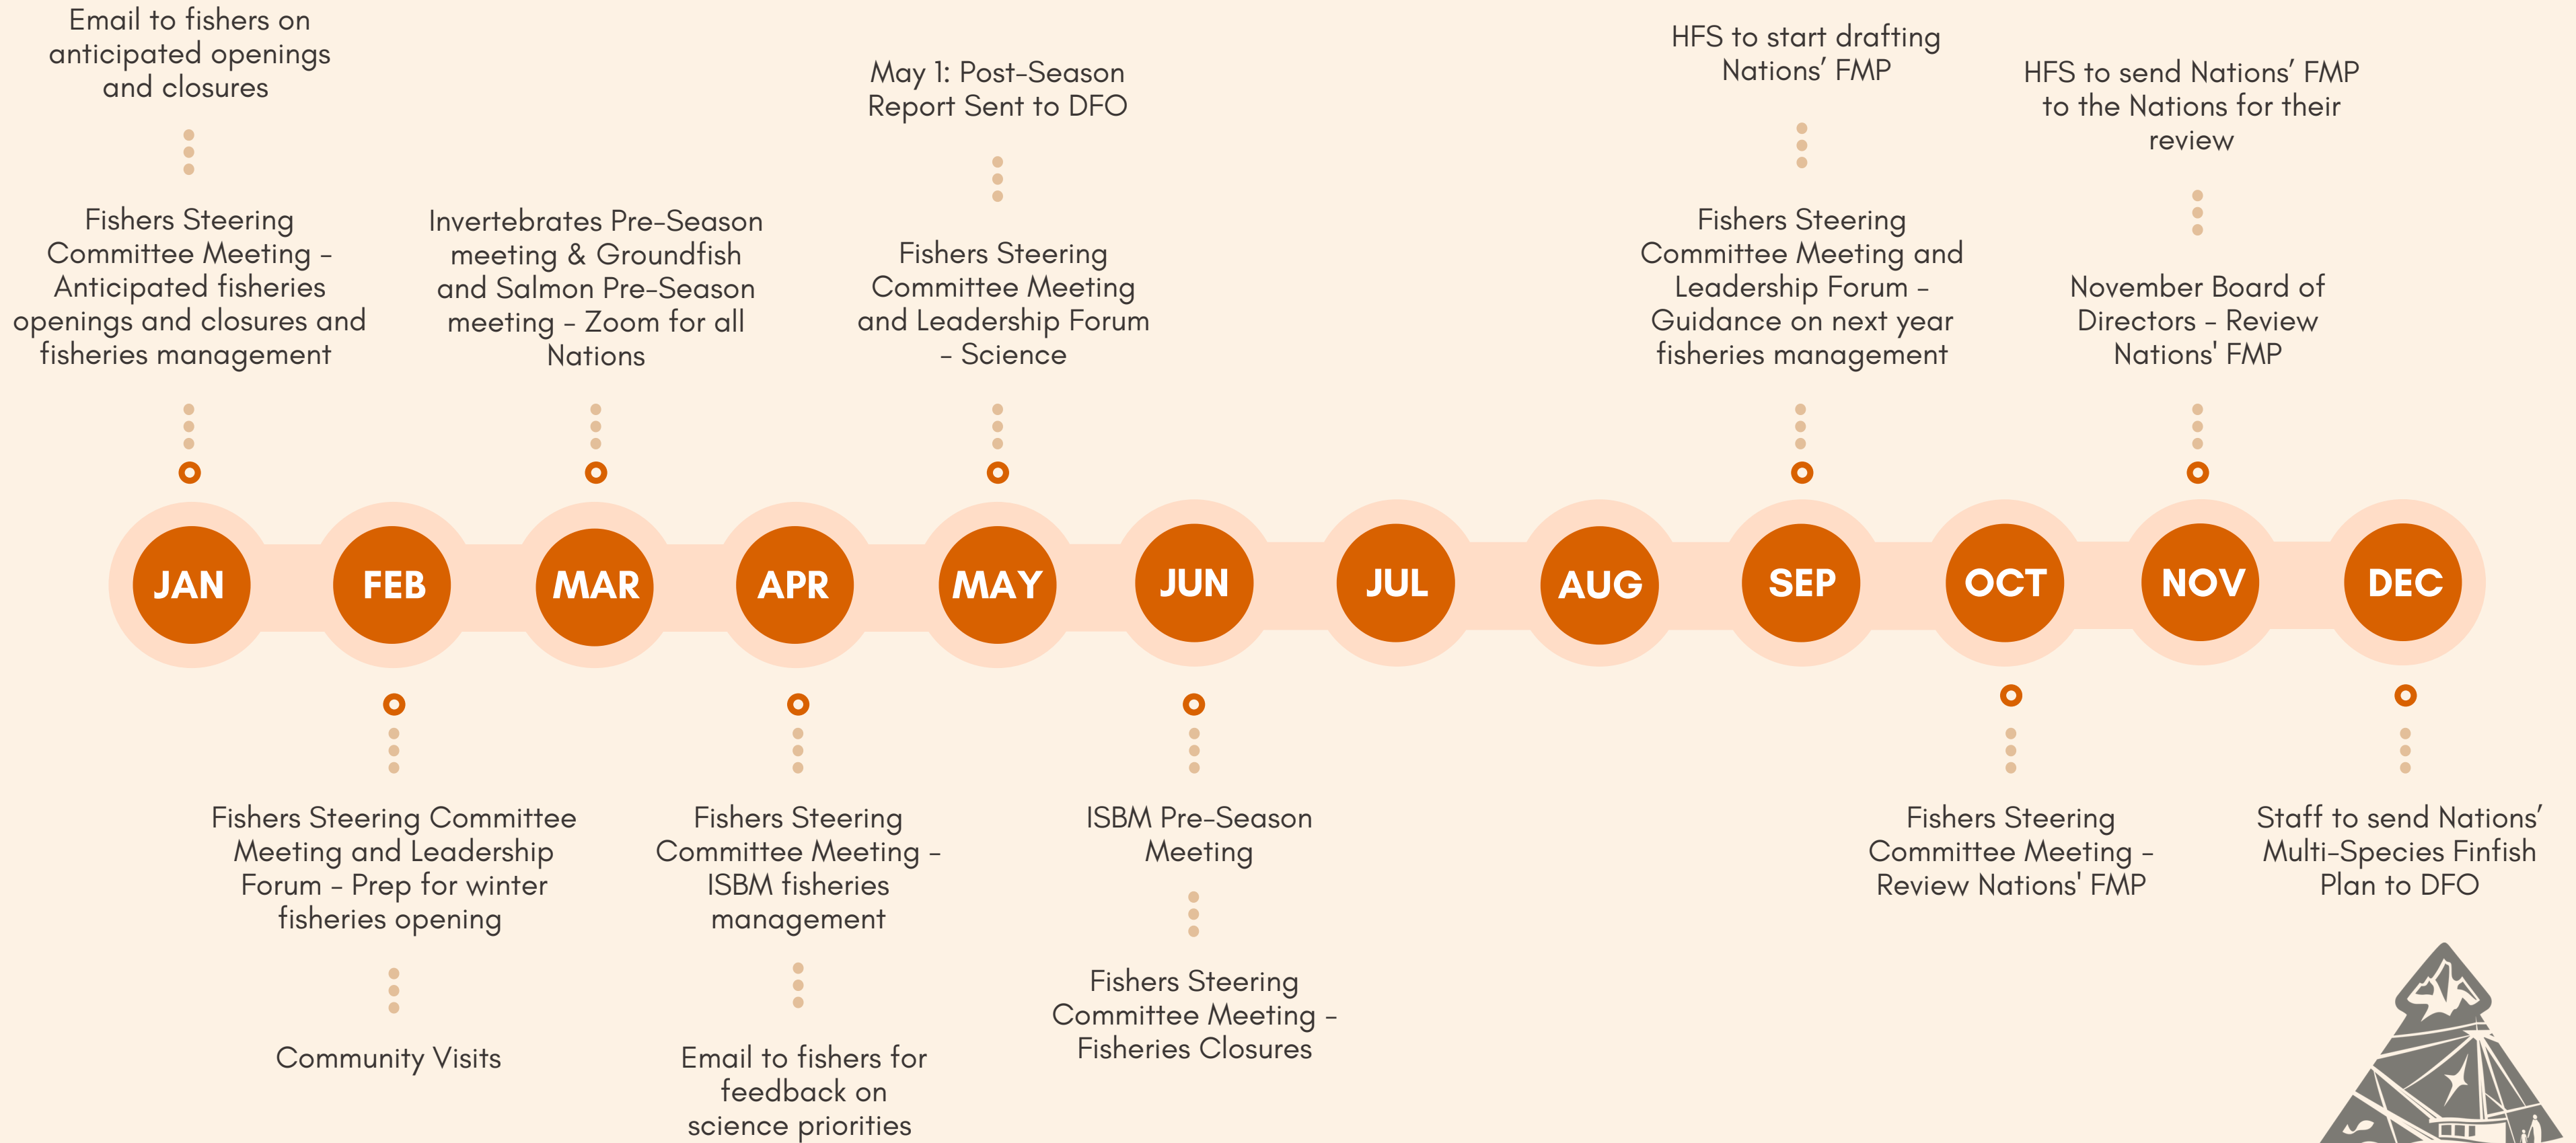 Email to fishers on
anticipated openings
and closures
Fishers Steering
Committee Meeting -
Anticipated fisheries
openings and closures and
fisheries management
Invertebrates Pre-Season
meeting & Groundfish
and Salmon Pre-Season
meeting - Zoom for all
Nations
May 1: Post-Season
Report Sent to DFO
Fishers Steering
Committee Meeting
and Leadership Forum
- Science
HFS to start drafting
Nations’ FMP
Fishers Steering
Committee Meeting and
Leadership Forum -
Guidance on next year
fisheries management
HFS to send Nations’ FMP
to the Nations for their
review
November Board of
Directors - Review
Nations' FMP
JAN
FEB
MAR
APR
MAY
JUN
JUL
AUG
SEP
OCT
NOV
DEC
Fishers Steering Committee
Meeting and Leadership
Forum - Prep for winter
fisheries opening
Community Visits
Fishers Steering
Committee Meeting -
ISBM fisheries
management
Email to fishers for
feedback on
science priorities
ISBM Pre-Season
Meeting
Fishers Steering
Committee Meeting -
Fisheries Closures
Fishers Steering
Committee Meeting -
Review Nations' FMP
Staff to send Nations’
Multi-Species Finfish
Plan to DFO